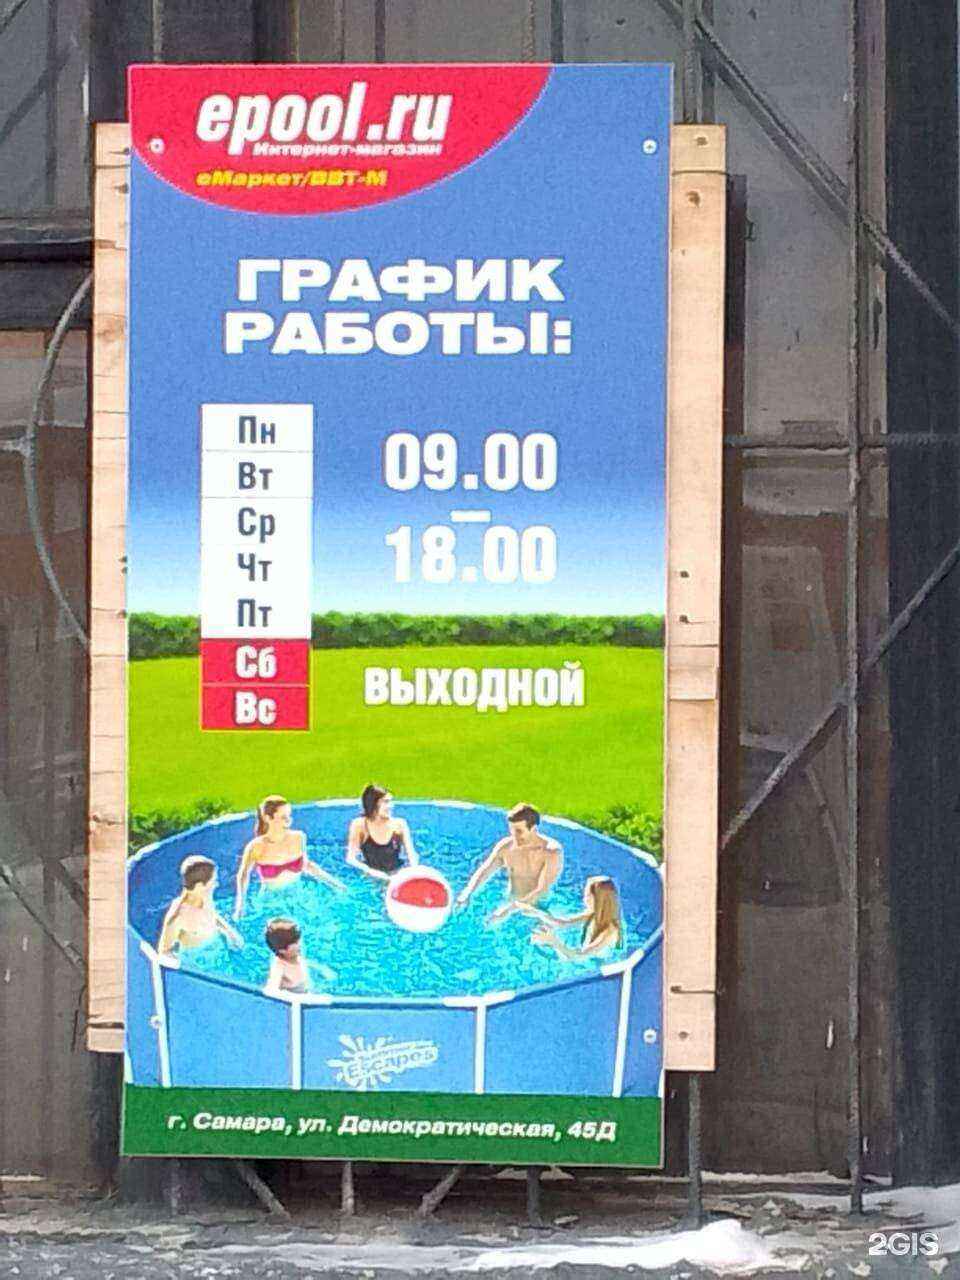 epool.ru
Интернет-магазин
еМаркет/ВВТ-М
ГРАФИК
РАБОТЫ:
Пн
Вт
Ср
Чт
Пт
09.00
–
18.00
Сб
Вс
ВЫХОДНОЙ
Escapes
г. Самара, ул. Демократическая, 45Д
2GIS